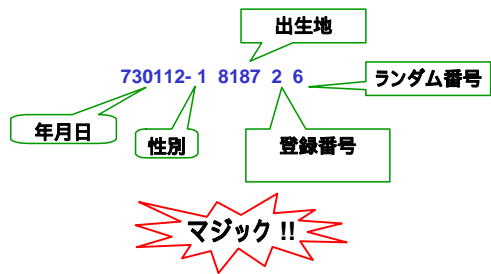 出生地
730112- 1 8187 2 6
ランダム番号
年月日
性別
登録番号
マジック !!